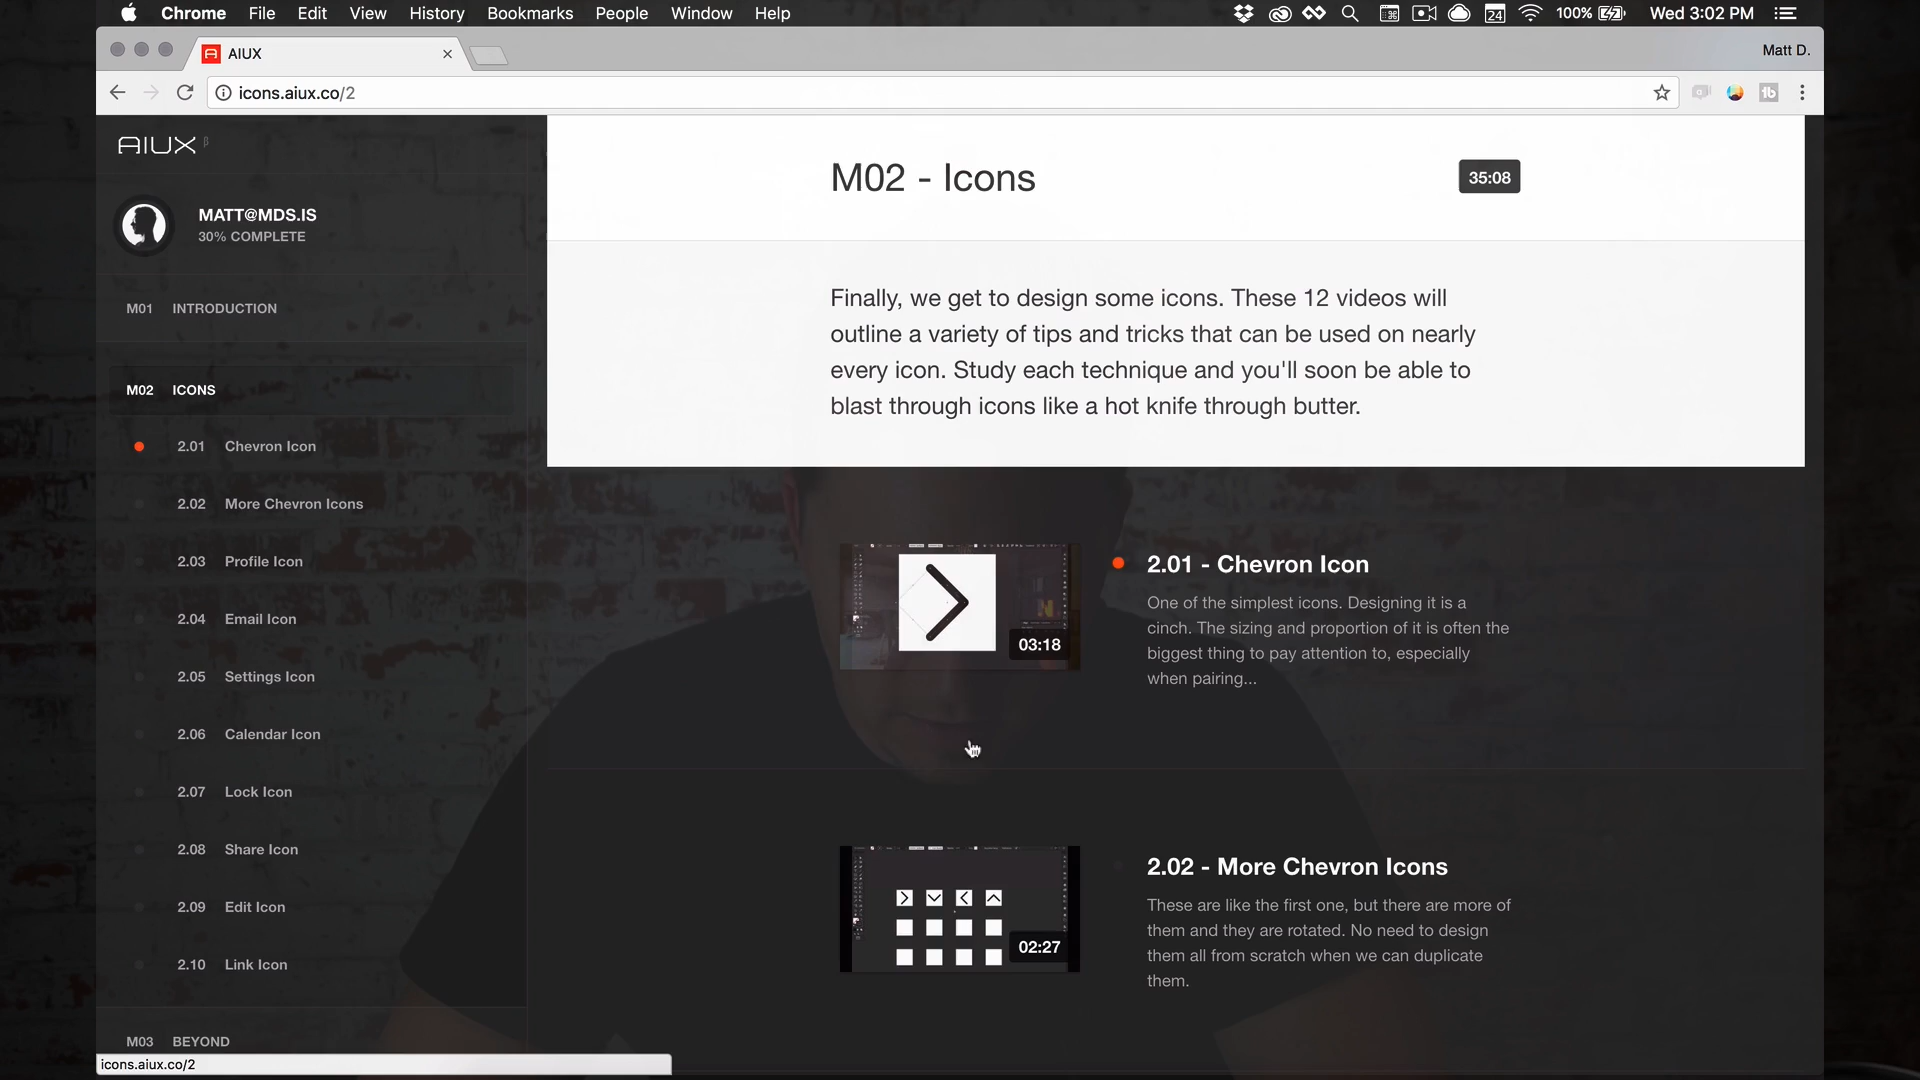 Chrome File Edit View History Bookmarks People Window Help
24 100% Wed 3:02 PM
AIUX
Matt D.
icons.aiux.co/2
AIUX β
MATT@MDS.IS
30% COMPLETE
M01 INTRODUCTION
M02 ICONS
2.01 Chevron Icon
2.02 More Chevron Icons
2.03 Profile Icon
2.04 Email Icon
2.05 Settings Icon
2.06 Calendar Icon
2.07 Lock Icon
2.08 Share Icon
2.09 Edit Icon
2.10 Link Icon
M03 BEYOND
icons.aiux.co/2
M02 - Icons
35:08
Finally, we get to design some icons. These 12 videos will
outline a variety of tips and tricks that can be used on nearly
every icon. Study each technique and you'll soon be able to
blast through icons like a hot knife through butter.
03:18
2.01 - Chevron Icon
One of the simplest icons. Designing it is a
cinch. The sizing and proportion of it is often the
biggest thing to pay attention to, especially
when pairing...
02:27
2.02 - More Chevron Icons
These are like the first one, but there are more of
them and they are rotated. No need to design
them all from scratch when we can duplicate
them.